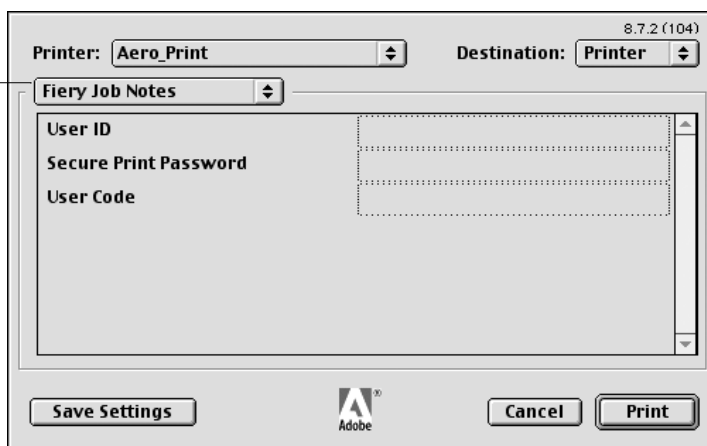 8.7.2 (104)
Printer: Aero_Print Destination: Printer
Fiery Job Notes
User ID
Secure Print Password
User Code
Save Settings Adobe® Cancel Print